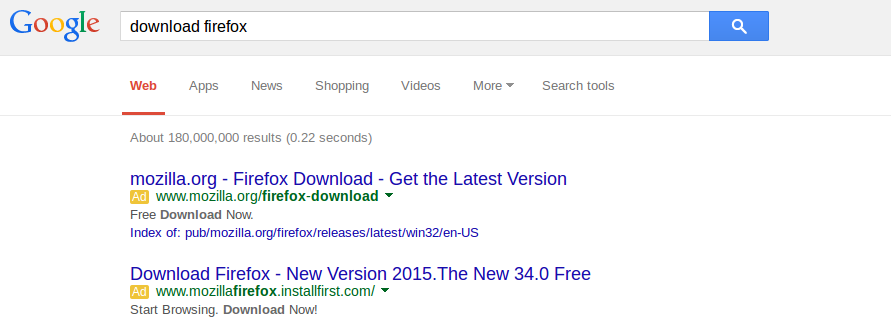 Google download firefox
Web Apps News Shopping Videos More Search tools
About 180,000,000 results (0.22 seconds)
mozilla.org - Firefox Download - Get the Latest Version
Ad www.mozilla.org/firefox-download
Free Download Now.
Index of: pub/mozilla.org/firefox/releases/latest/win32/en-US
Download Firefox - New Version 2015.The New 34.0 Free
Ad www.mozillafirefox.installfirst.com/
Start Browsing. Download Now!